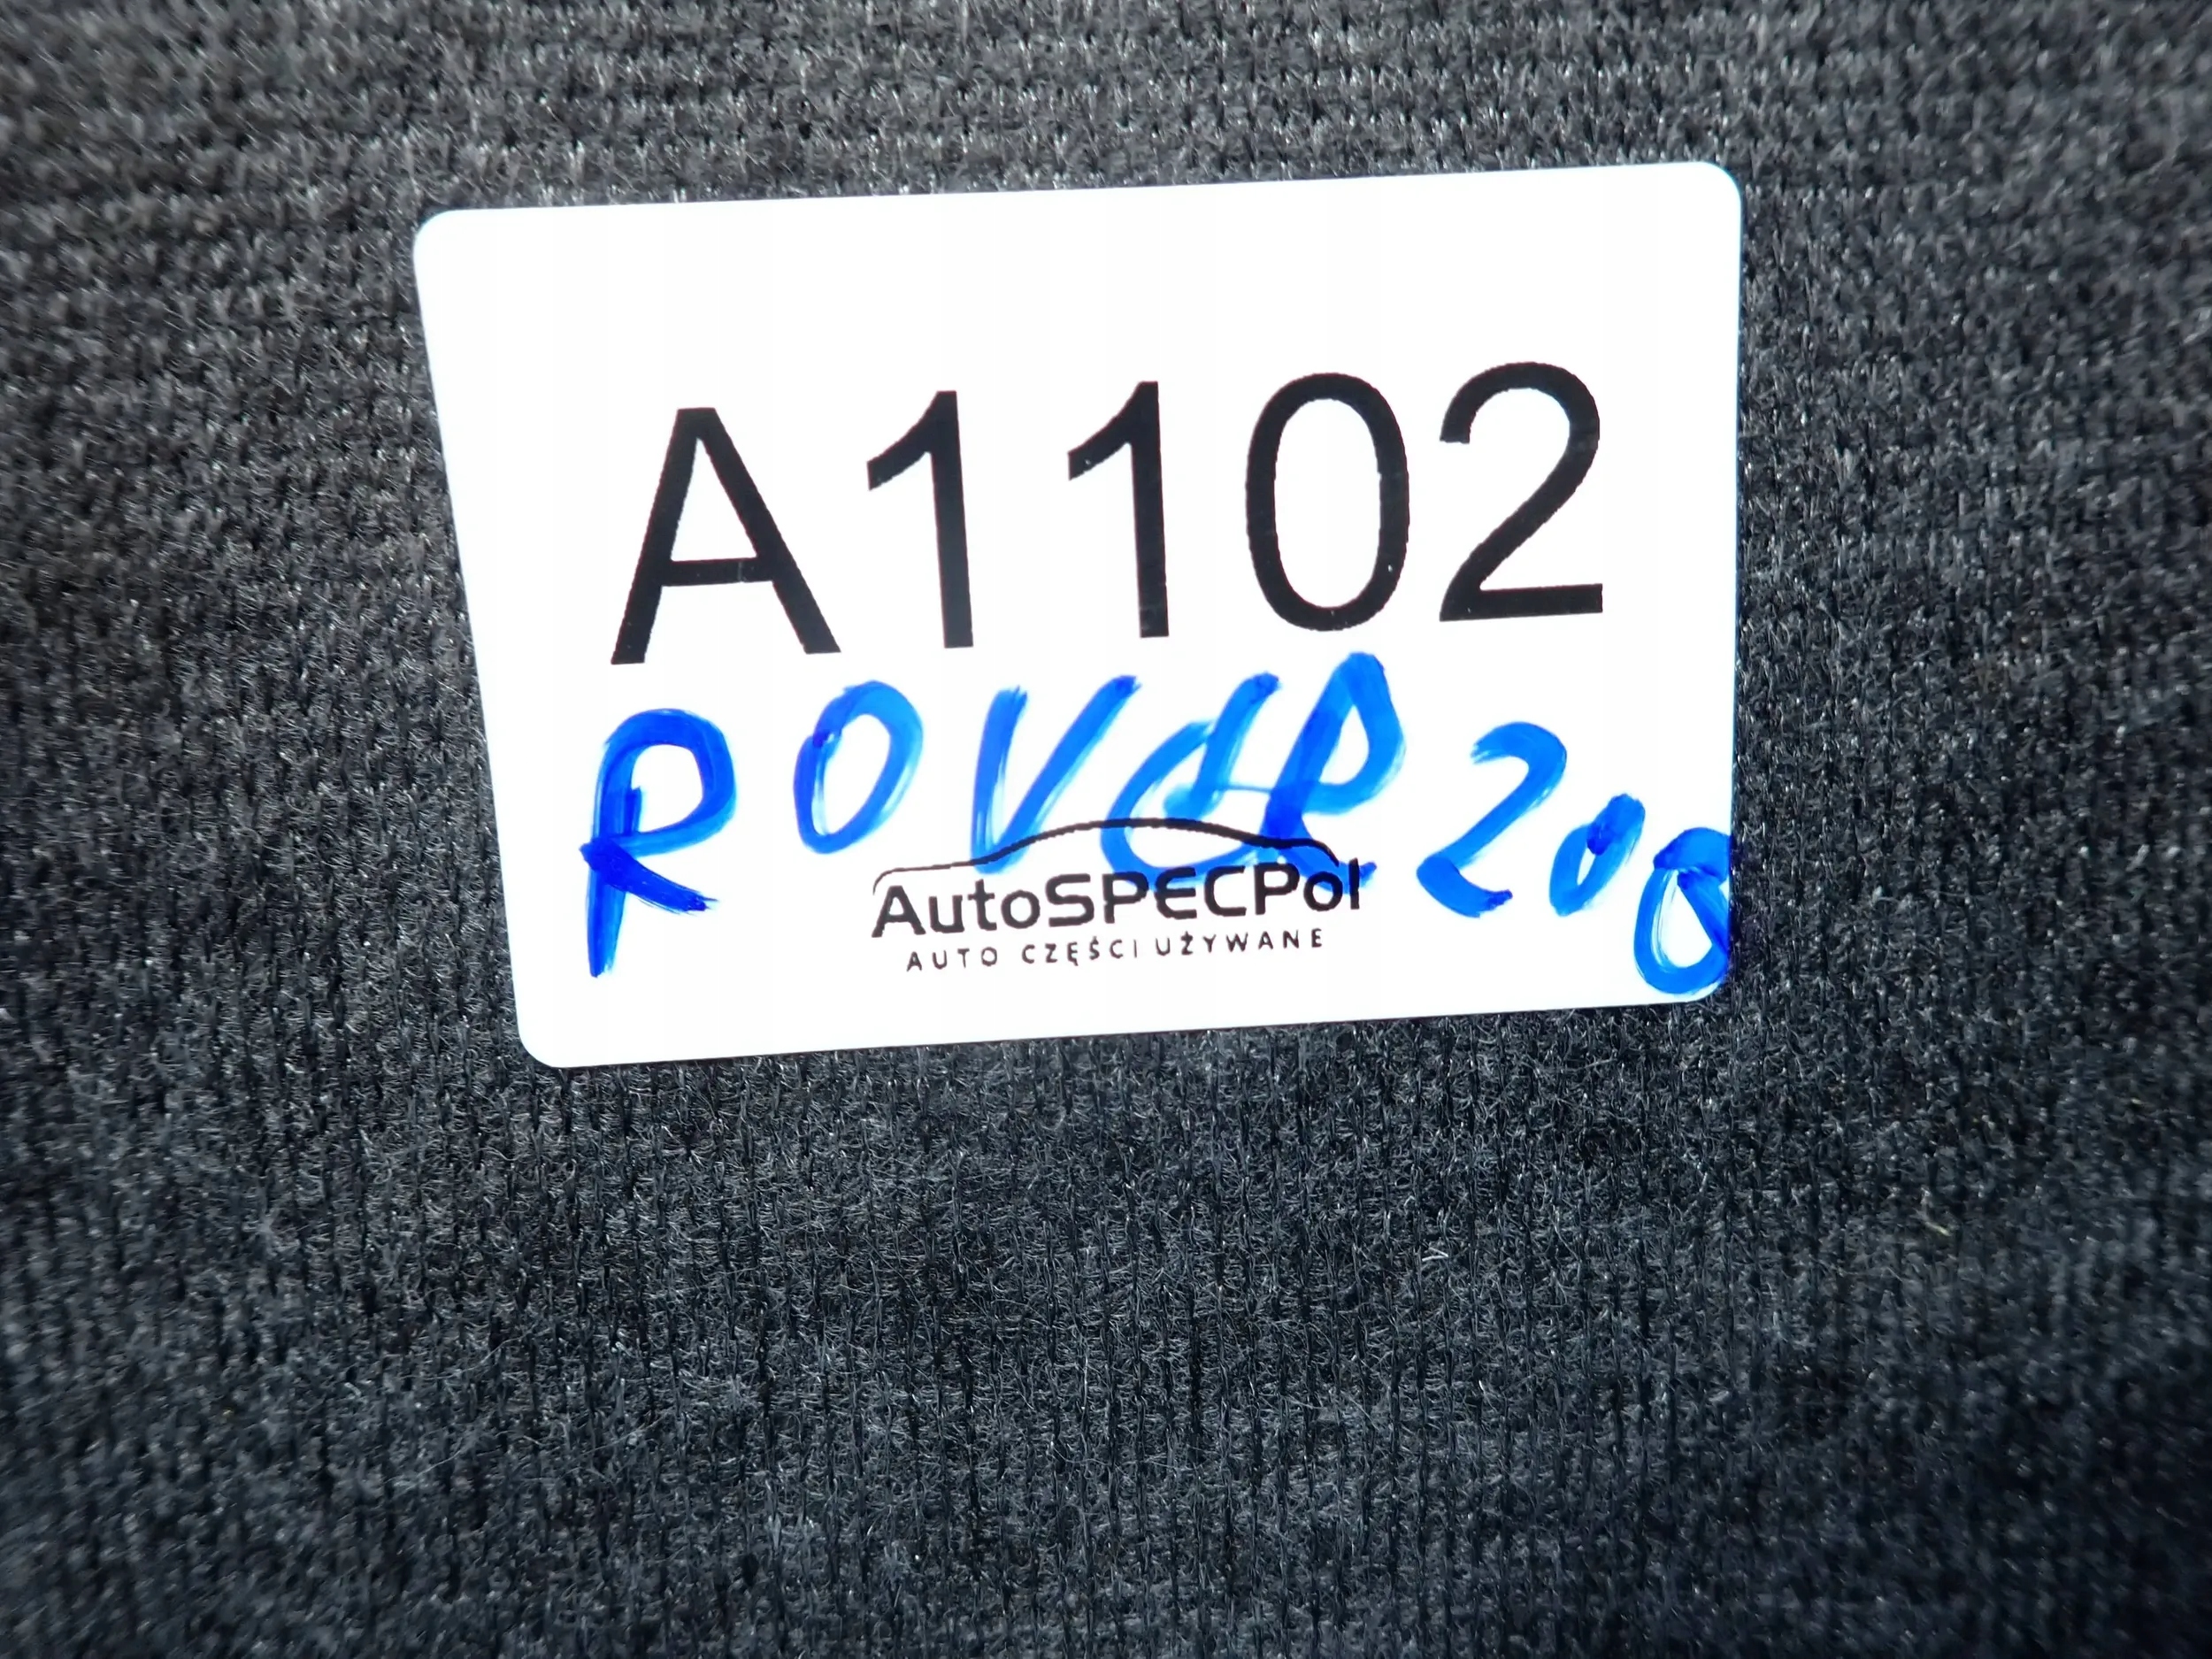 A1102
ROVER 200
AutoSPECPol
AUTO CZĘŚCI UŻYWANE